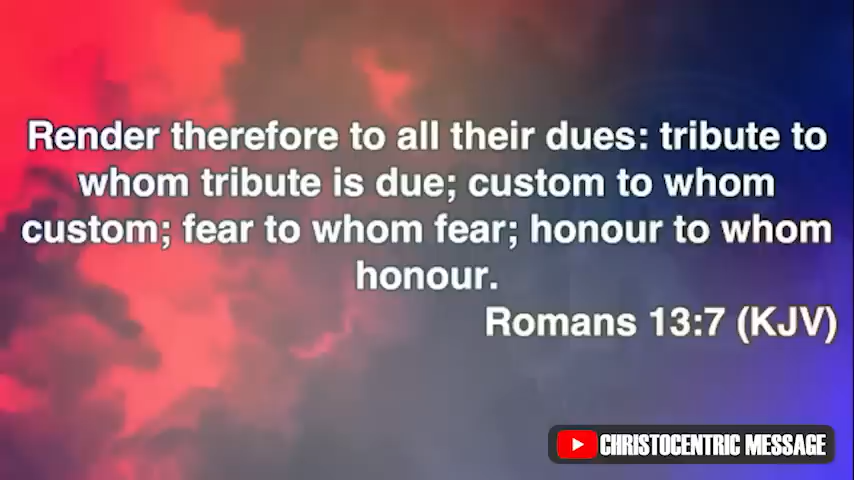 Render therefore to all their dues: tribute to
whom tribute is due; custom to whom
custom; fear to whom fear; honour to whom
honour.
Romans 13:7 (KJV)
CHRISTOCENTRIC MESSAGE